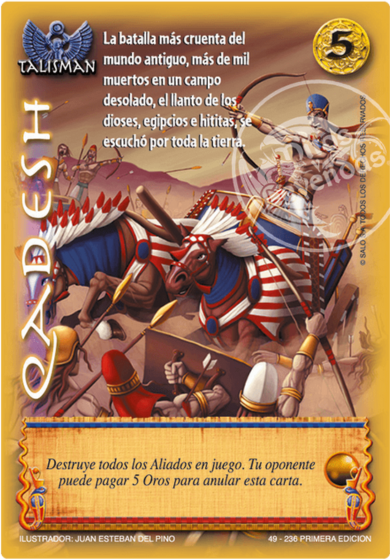 TALISMAN
La batalla más cruenta del
mundo antiguo, más de mil
muertos en un campo
desolado, el llanto de los
dioses, egipcios e hititas, se
escuchó por toda la tierra.
5
QADESH
Destruye todos los Aliados en juego. Tu oponente
puede pagar 5 Oros para anular esta carta.
ILUSTRADOR: JUAN ESTEBAN DEL PINO
49 - 236 PRIMERA EDICION